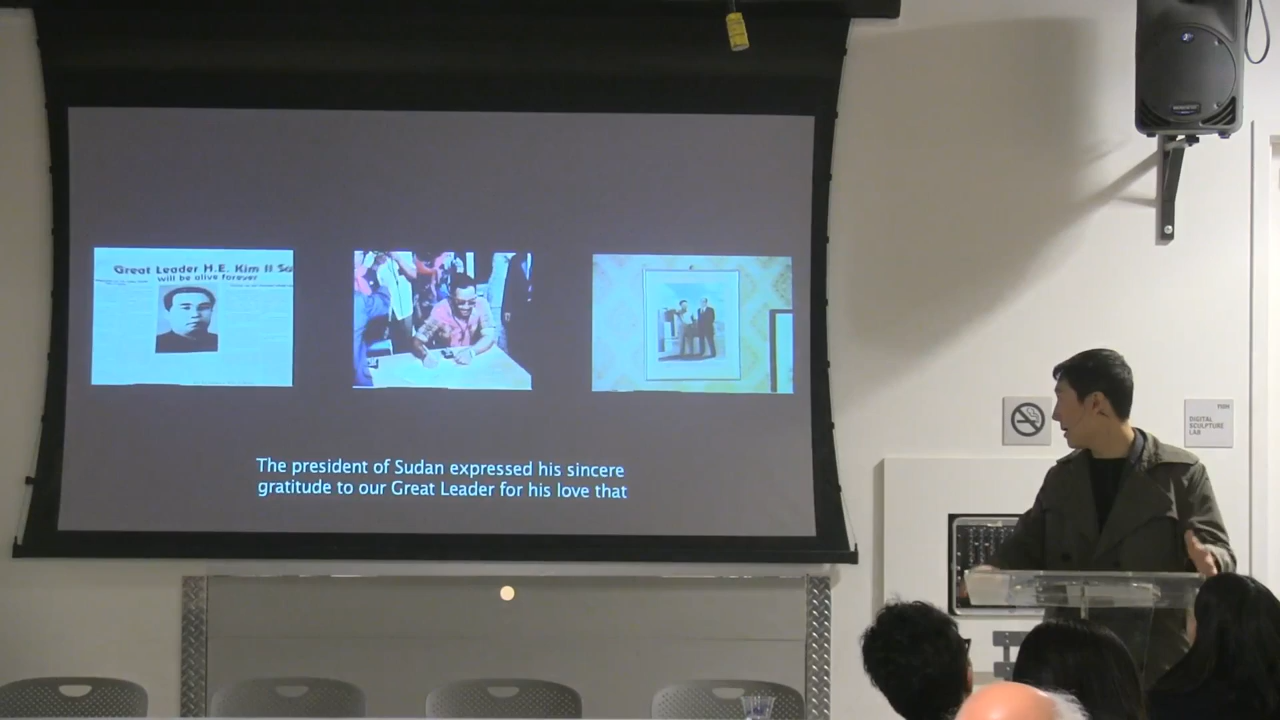 Great Leader H.E. Kim Il Su
will be alive forever
The president of Sudan expressed his sincere
gratitude to our Great Leader for his love that
DIGITAL
SCULPTURE
LAB